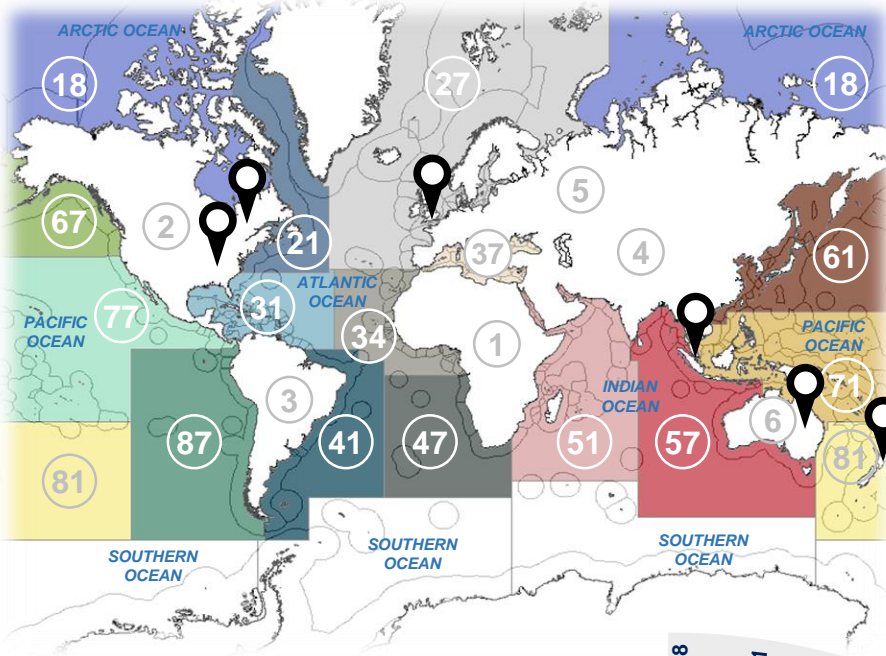 ARCTIC OCEAN
ARCTIC OCEAN
18
27
18
5
67
2
21
37
4
61
ATLANTIC
OCEAN
31
77
PACIFIC
OCEAN
34
1
PACIFIC
OCEAN
71
INDIAN
OCEAN
3
6
87
41
47
51
57
81
81
SOUTHERN
OCEAN
SOUTHERN
OCEAN
SOUTHERN
OCEAN
8